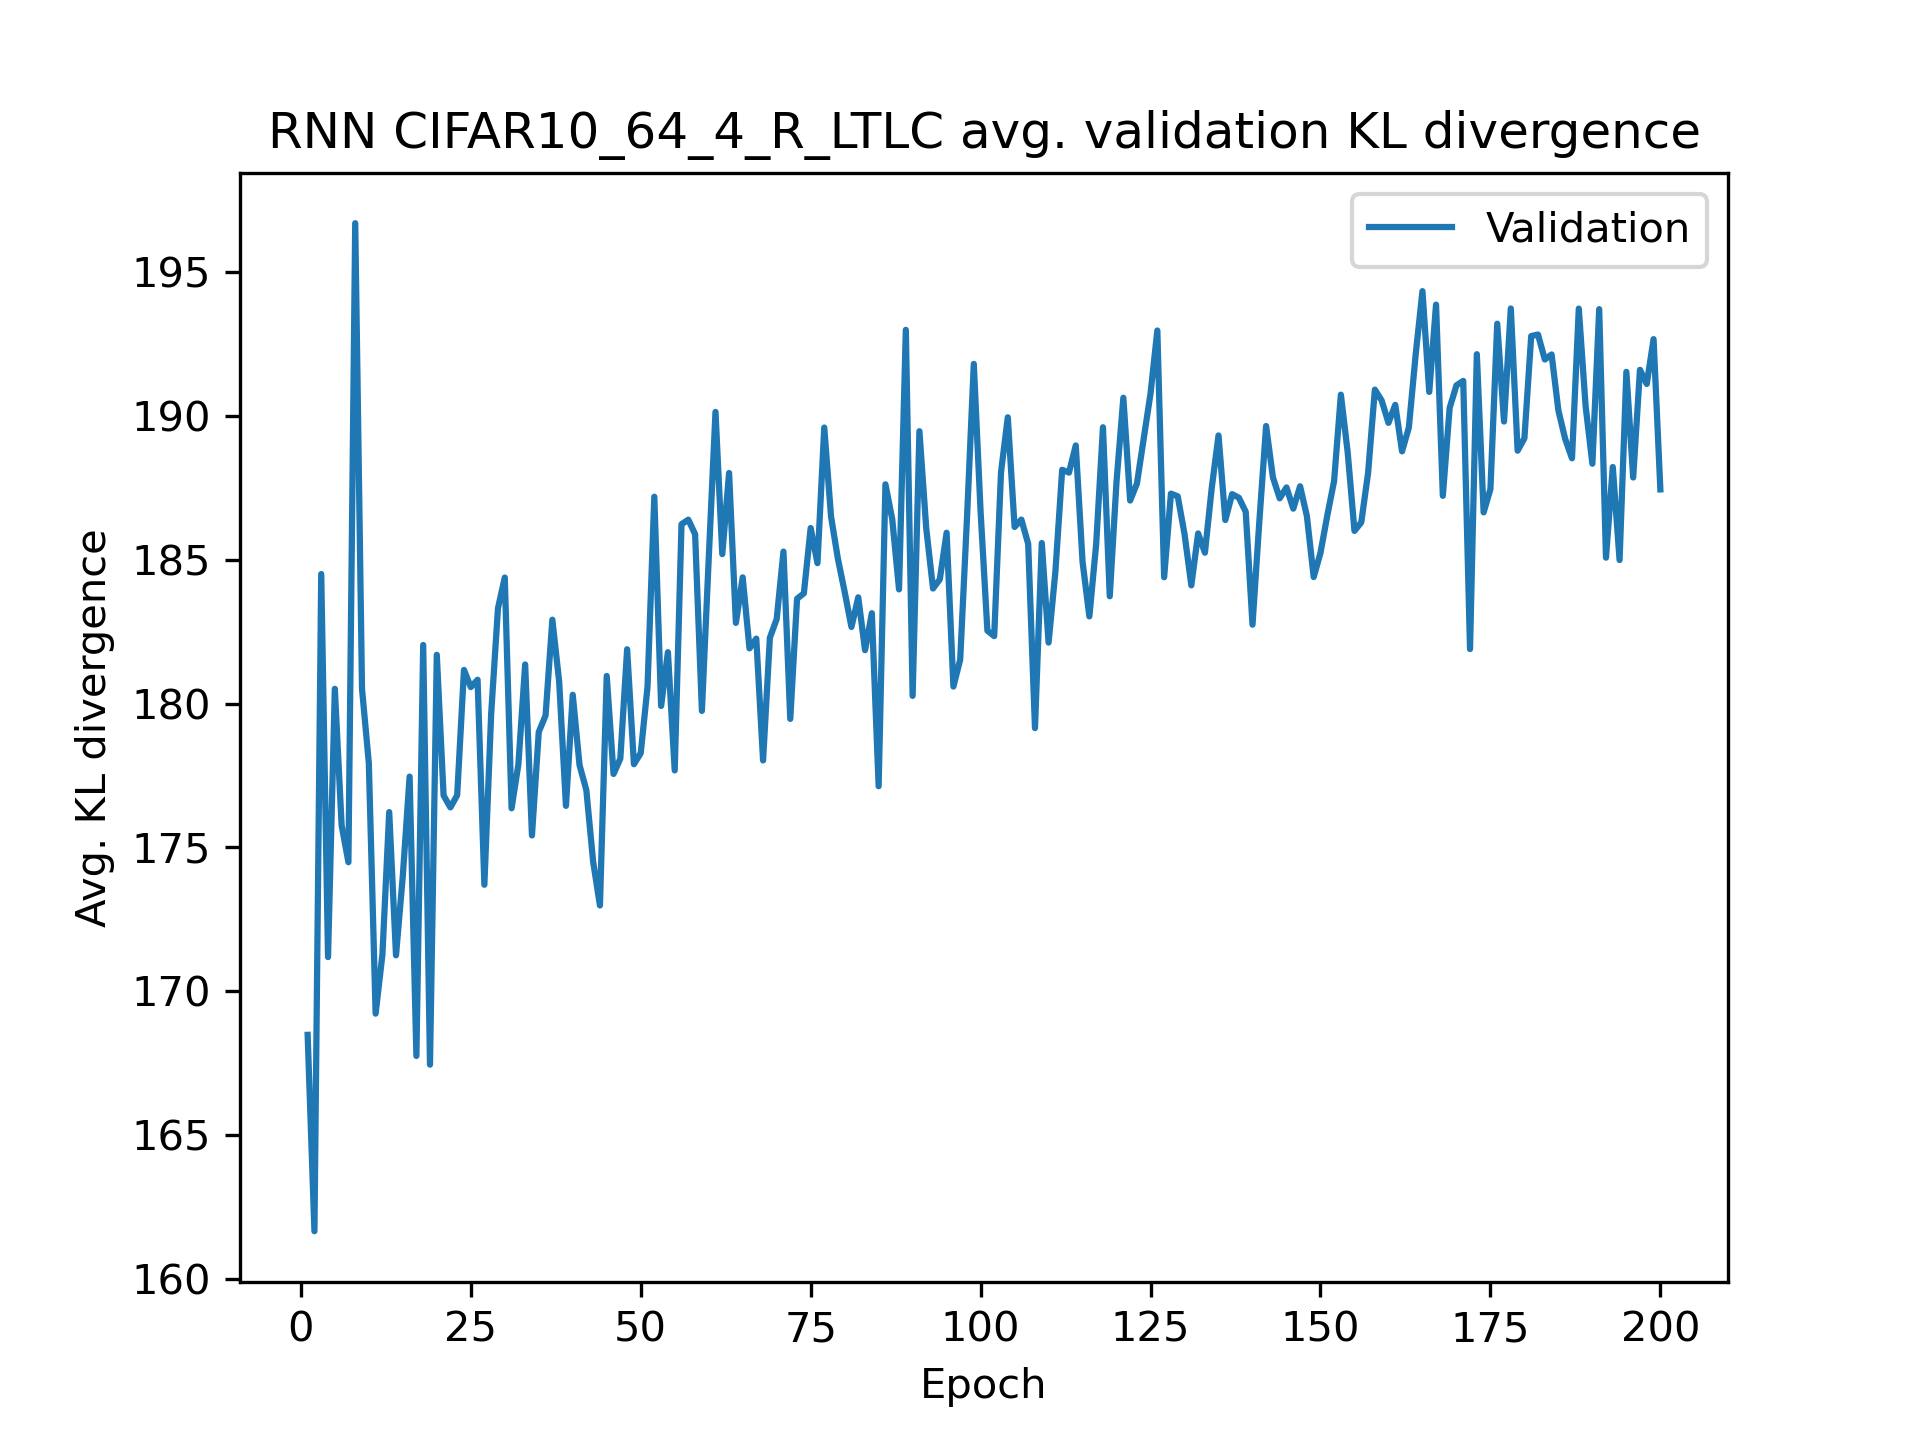 RNN CIFAR10_64_4_R_LTLC avg. validation KL divergence
Validation
Avg. KL divergence
195
190
185
180
175
170
165
160
0 25 50 75 100 125 150 175 200
Epoch